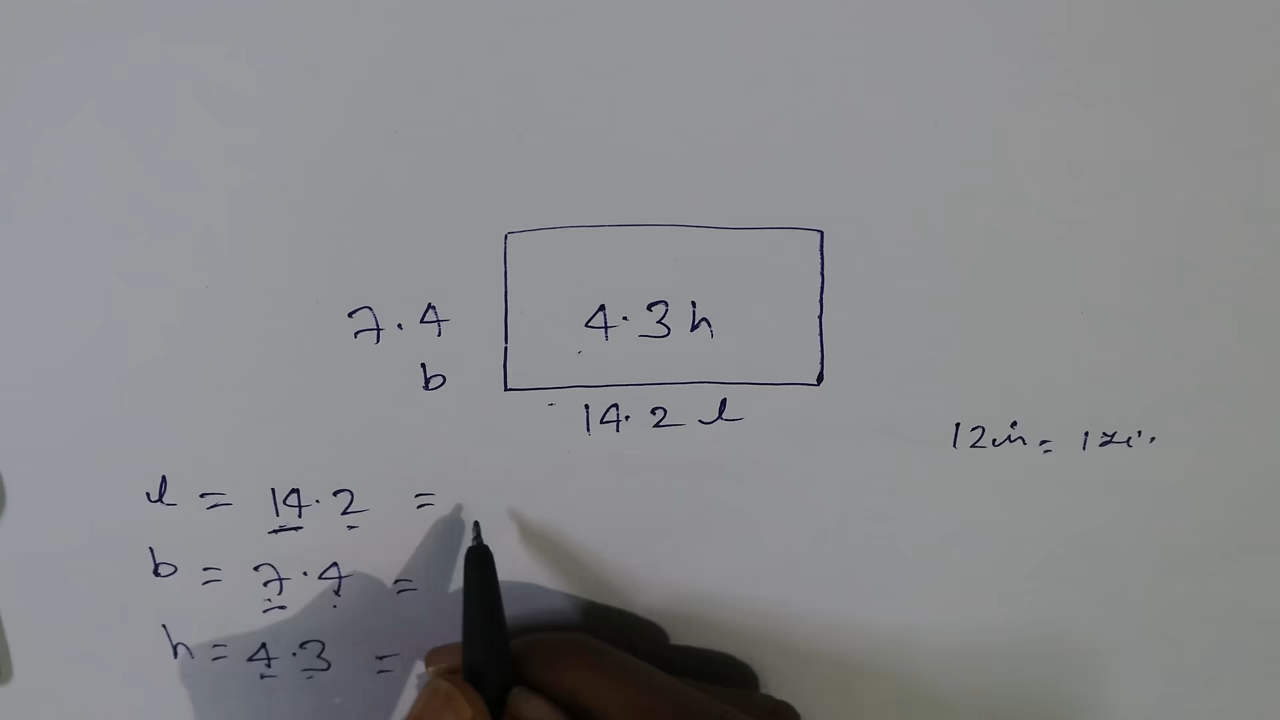 7.4
4.3 h
b
14.2 l
12in = 1
l = 14.2 =
b = 7.4 =
h = 4.3 =